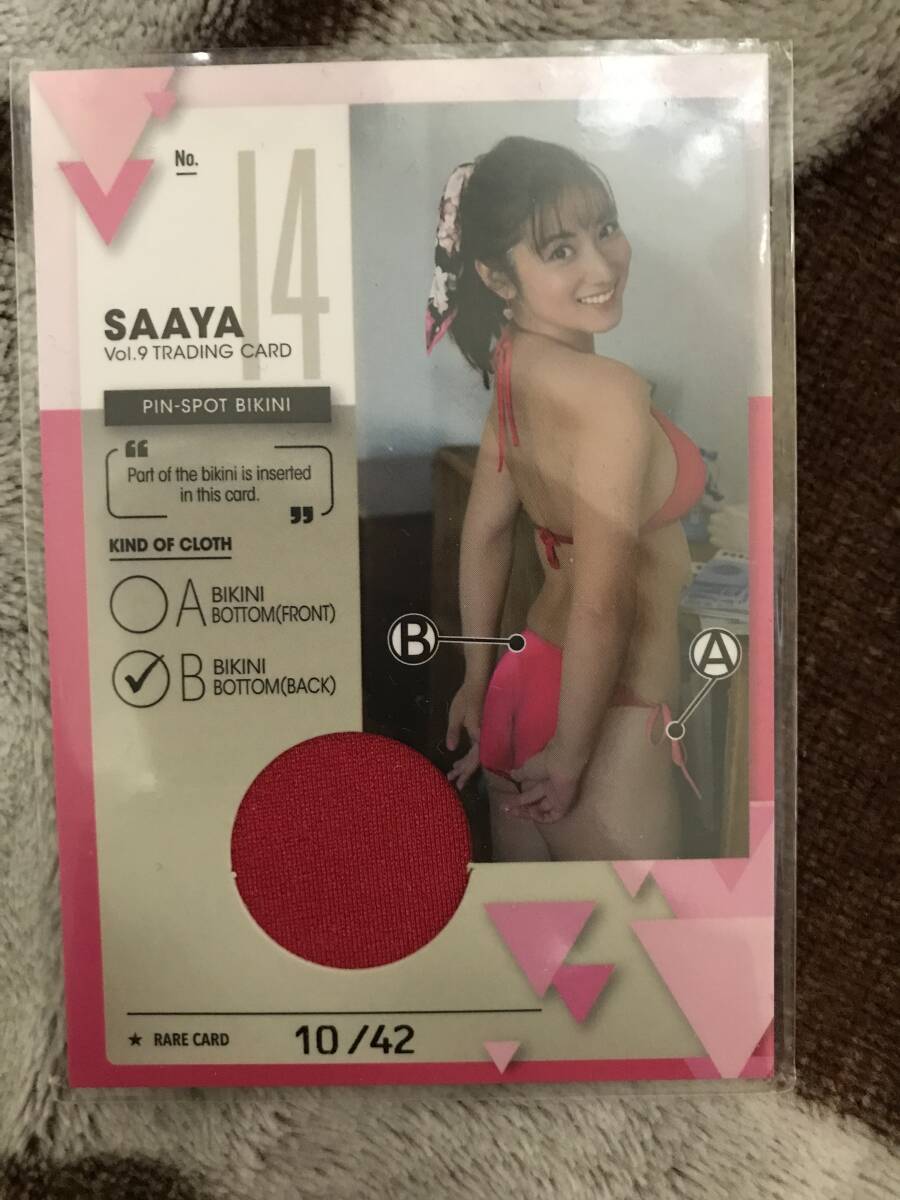 No.
14
SAAYA
Vol.9 TRADING CARD
PIN-SPOT BIKINI
“
Part of the bikini is inserted
in this card.
”
KIND OF CLOTH
A BIKINI
BOTTOM(FRONT)
B BIKINI
BOTTOM(BACK)
B
A
★ RARE CARD 10/42